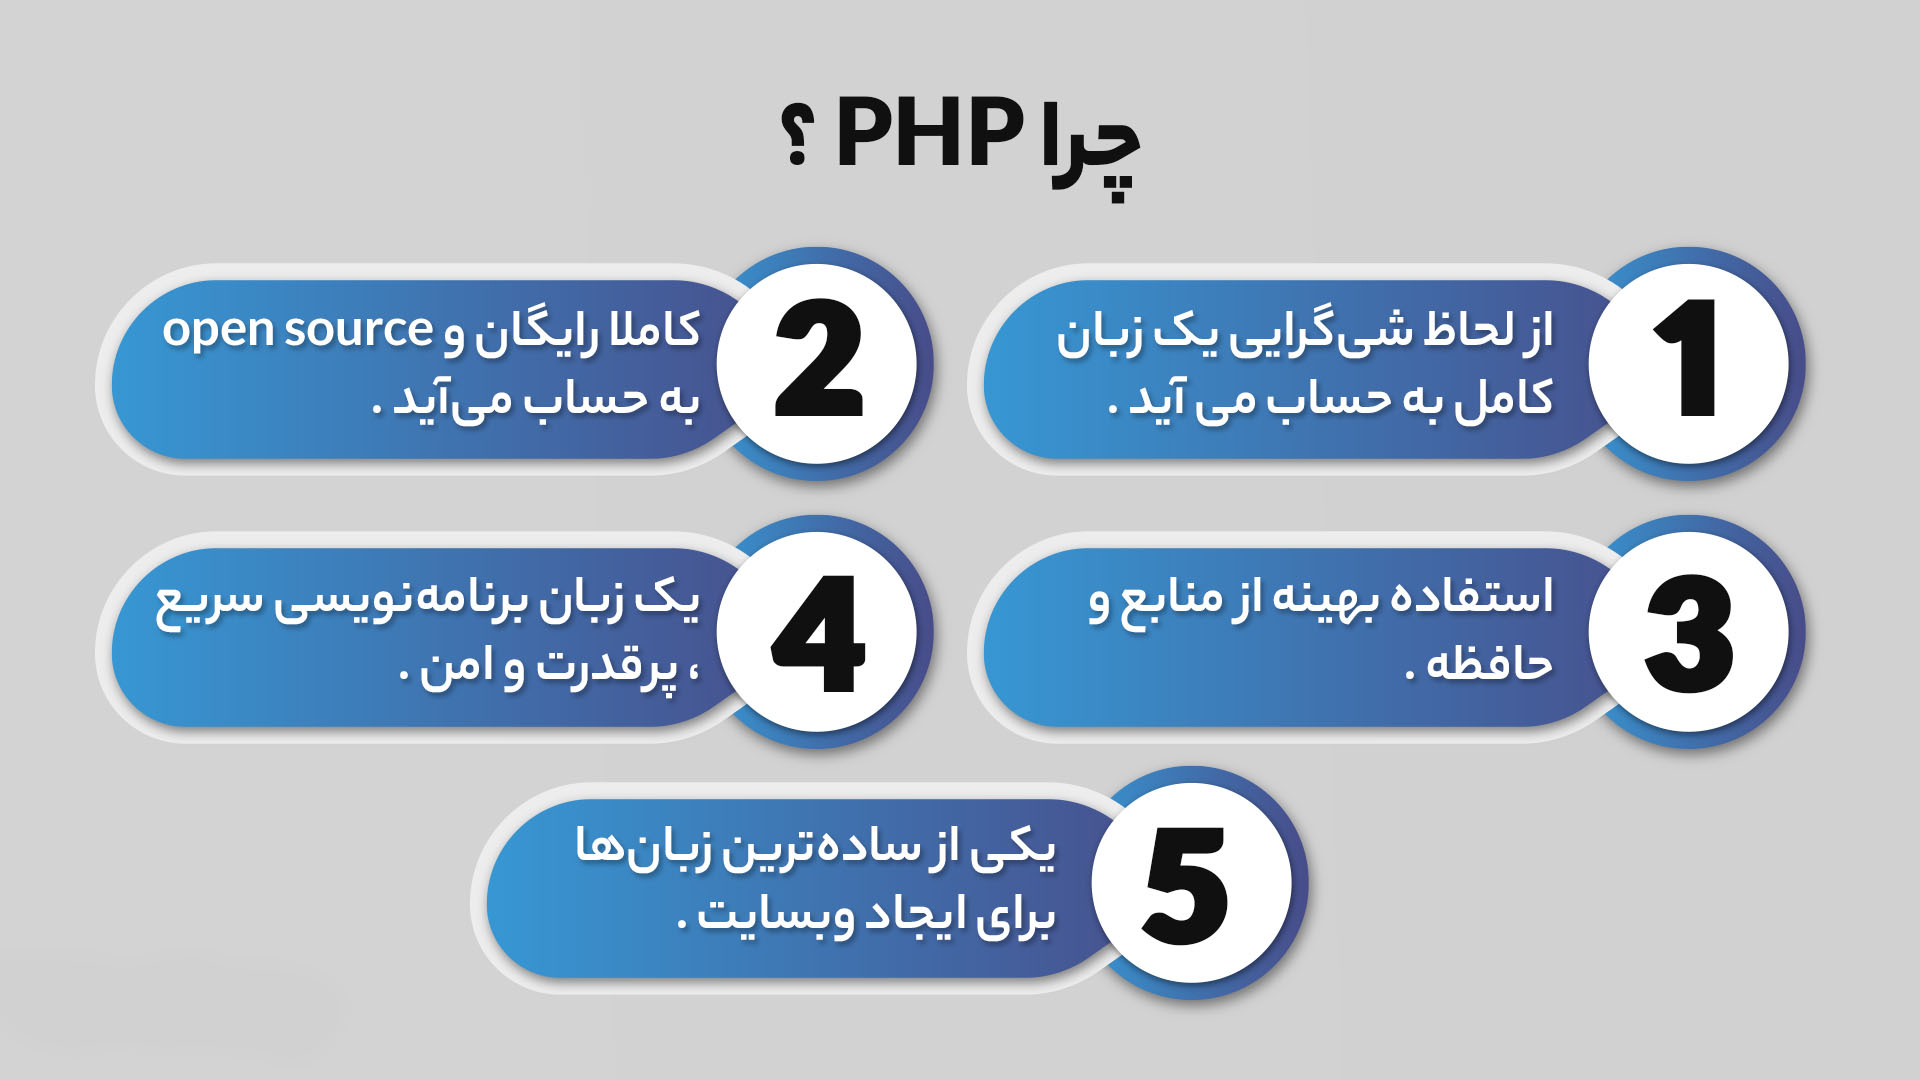 چرا PHP ؟
1
از لحاظ شی‌گرایی یک زبان
کامل به حساب می آید .
2
کاملا رایگان و open source
به حساب می‌آید .
3
استفاده بهینه از منابع و
حافظه .
4
یک زبان برنامه‌نویسی سریع
، پرقدرت و امن .
5
یکی از ساده‌ترین زبان‌ها
برای ایجاد وبسایت .